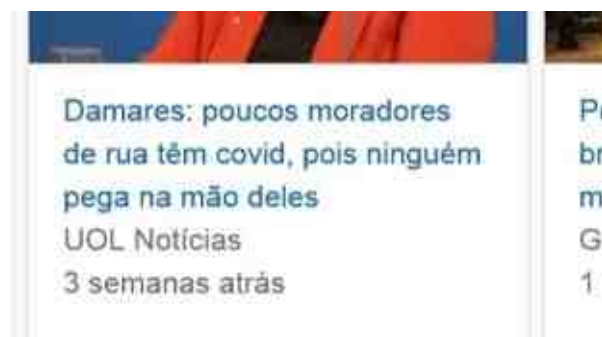 Damares: poucos moradores
de rua têm covid, pois ninguém
pega na mão deles
UOL Notícias
3 semanas atrás